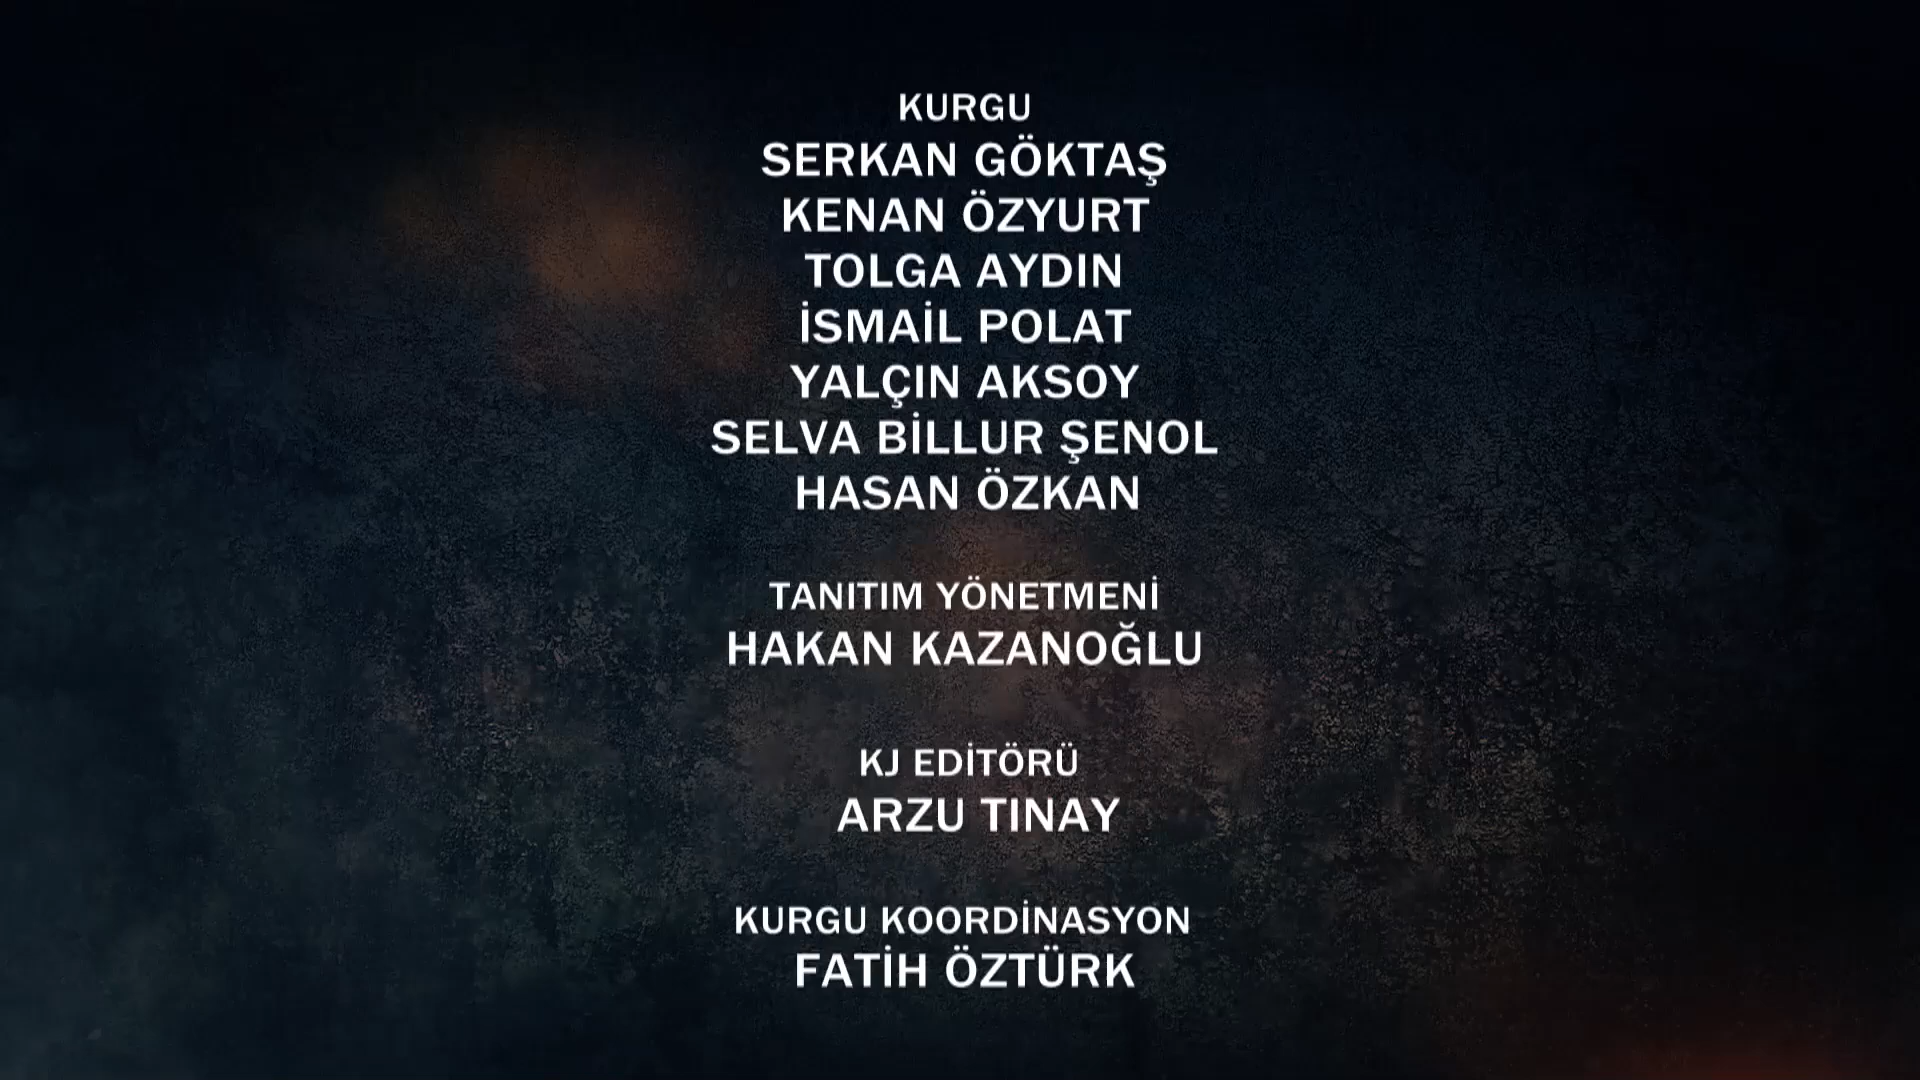 KURGU
SERKAN GÖKTAŞ
KENAN ÖZYURT
TOLGA AYDIN
İSMAİL POLAT
YALÇIN AKSOY
SELVA BİLLUR ŞENOL
HASAN ÖZKAN
TANITIM YÖNETMENİ
HAKAN KAZANOĞLU
KJ EDİTÖRÜ
ARZU TINAY
KURGU KOORDİNASYON
FATİH ÖZTÜRK